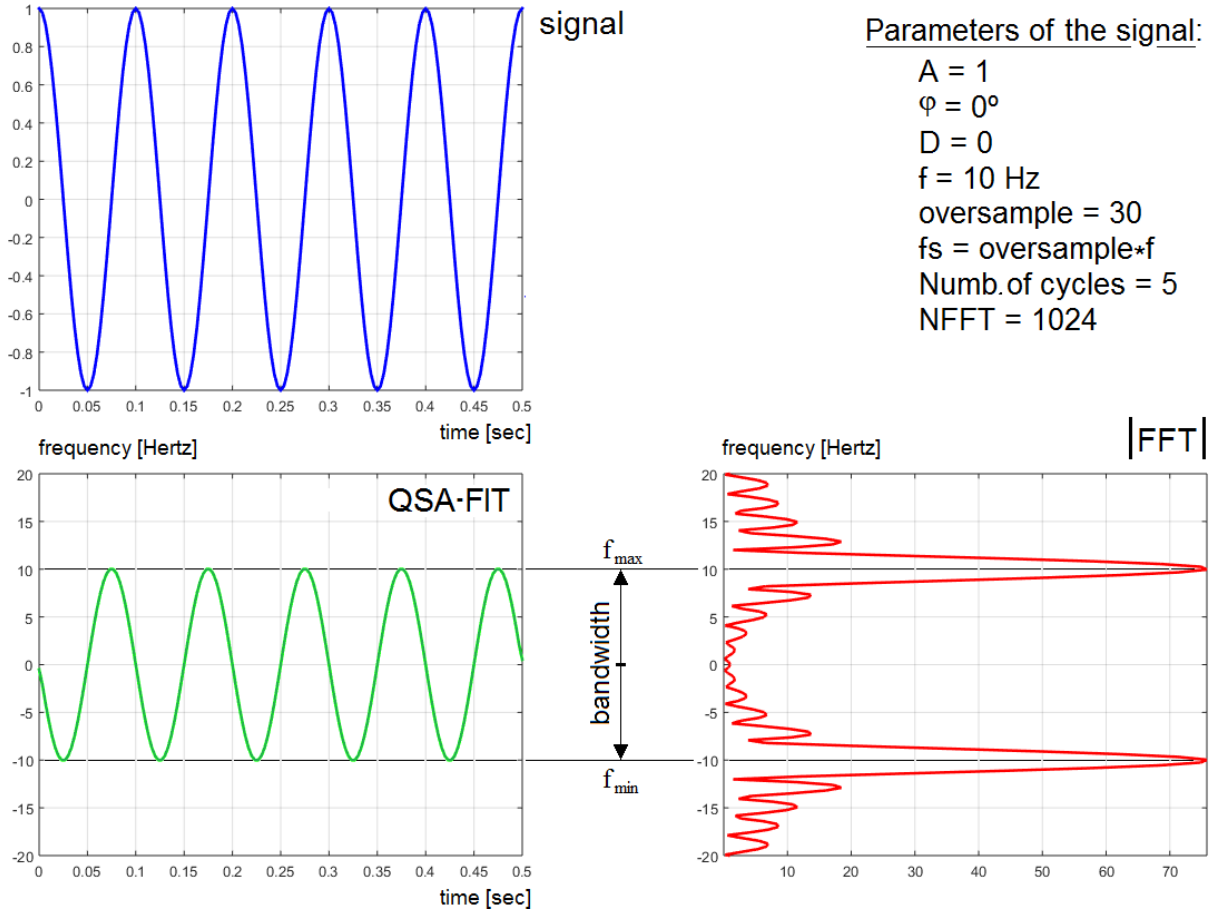 signal
1
0.8
0.6
0.4
0.2
0
-0.2
-0.4
-0.6
-0.8
-1
0 0.05 0.1 0.15 0.2 0.25 0.3 0.35 0.4 0.45 0.5
time [sec]
Parameters of the signal:
A = 1
φ = 0º
D = 0
f = 10 Hz
oversample = 30
fs = oversample*f
Numb.of cycles = 5
NFFT = 1024
frequency [Hertz]
QSA-FIT
20
15
10
5
0
-5
-10
-15
-20
0 0.05 0.1 0.15 0.2 0.25 0.3 0.35 0.4 0.45 0.5
time [sec]
fmax
bandwidth
fmin
frequency [Hertz]
|FFT|
20
15
10
5
0
-5
-10
-15
-20
10 20 30 40 50 60 70